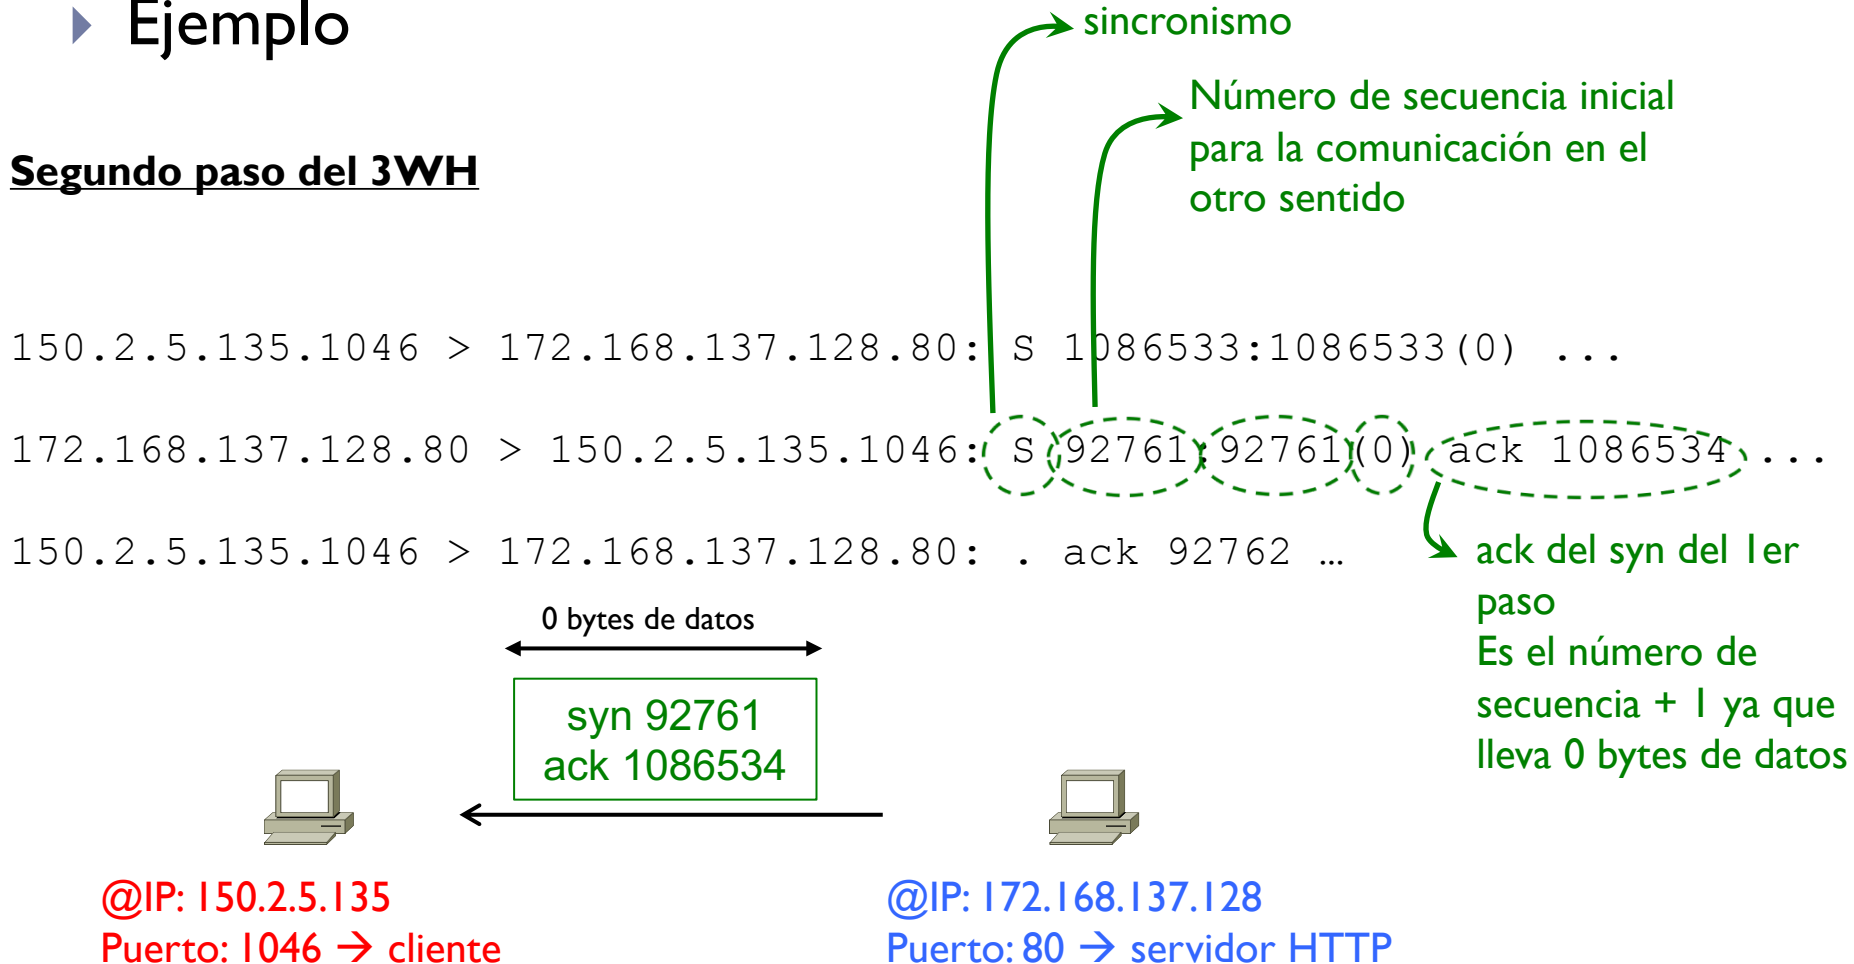 Ejemplo
sincronismo
Número de secuencia inicial
para la comunicación en el
otro sentido
Segundo paso del 3WH
150.2.5.135.1046 > 172.168.137.128.80: S 1086533:1086533(0) ...
172.168.137.128.80 > 150.2.5.135.1046: S 92761:92761(0) ack 1086534 ...
150.2.5.135.1046 > 172.168.137.128.80: . ack 92762 …
ack del syn del 1er
paso
Es el número de
secuencia + 1 ya que
lleva 0 bytes de datos
0 bytes de datos
syn 92761
ack 1086534
@IP: 150.2.5.135
Puerto: 1046 → cliente
@IP: 172.168.137.128
Puerto: 80 → servidor HTTP